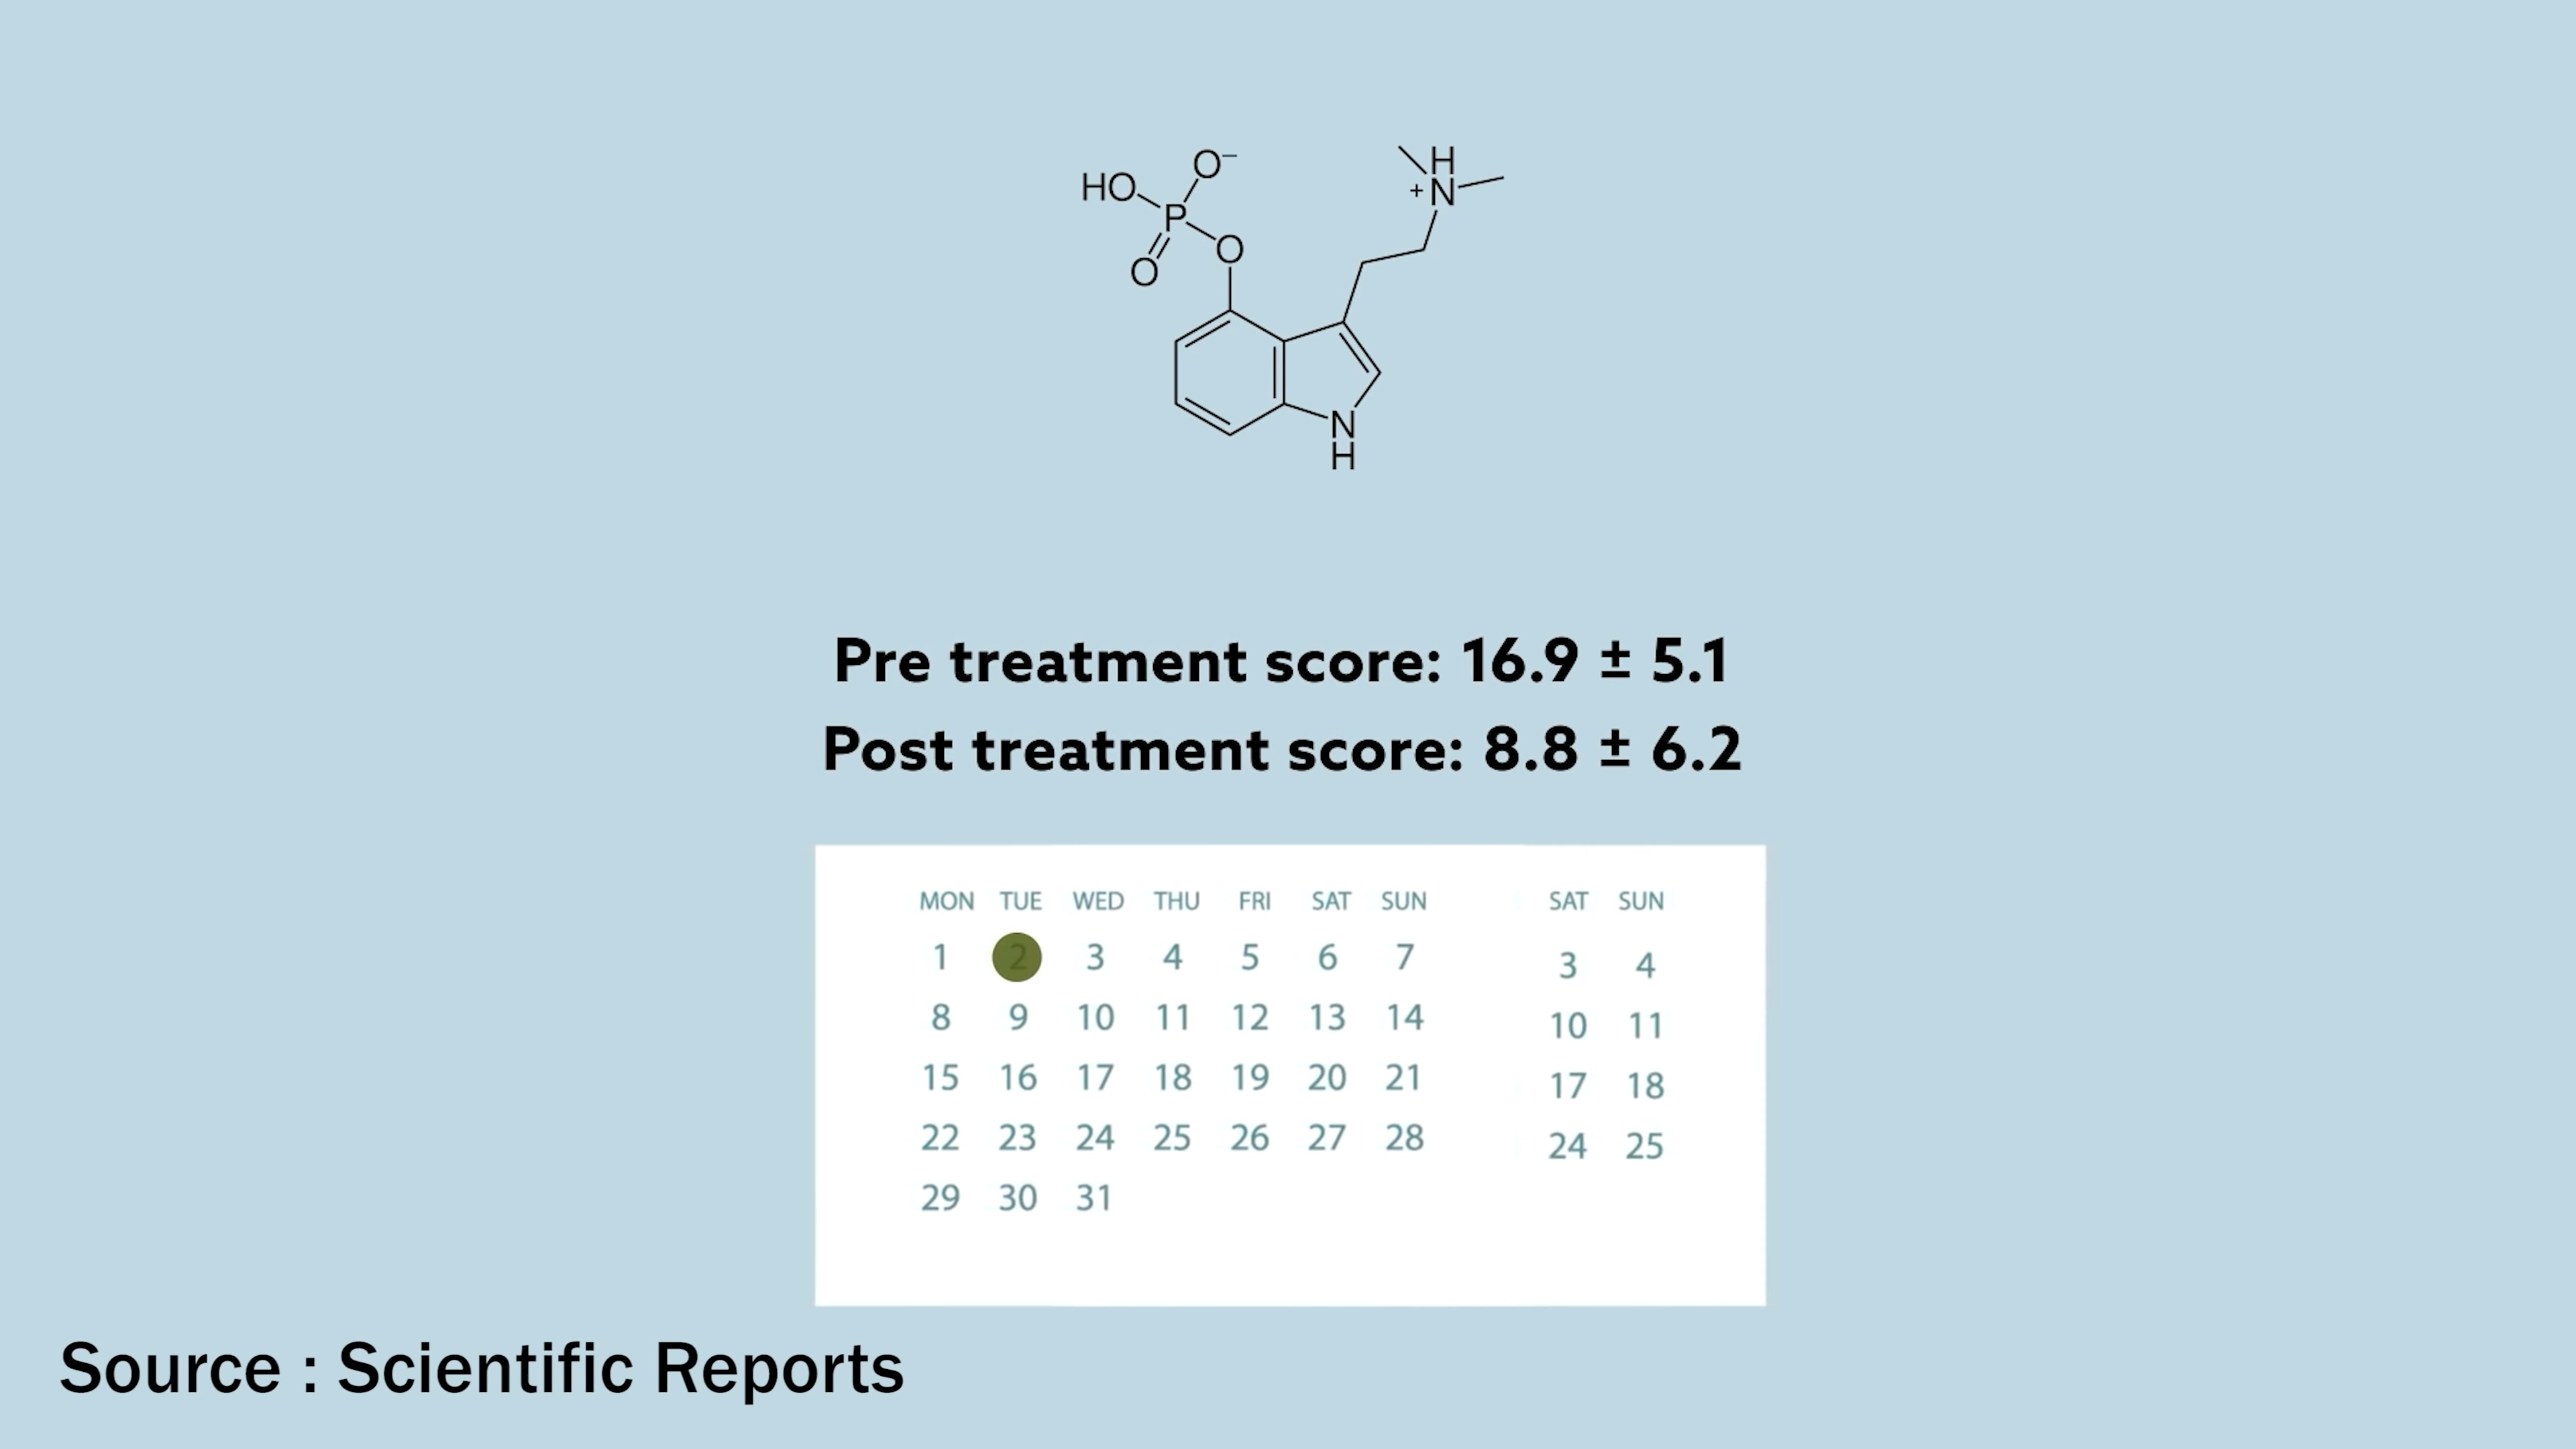 HO
O⁻
P
O
O
H
+N
N
H
Pre treatment score: 16.9 ± 5.1
Post treatment score: 8.8 ± 6.2
MON TUE WED THU FRI SAT SUN SAT SUN
1 2 3 4 5 6 7 3 4
8 9 10 11 12 13 14 10 11
15 16 17 18 19 20 21 17 18
22 23 24 25 26 27 28 24 25
29 30 31
Source : Scientific Reports